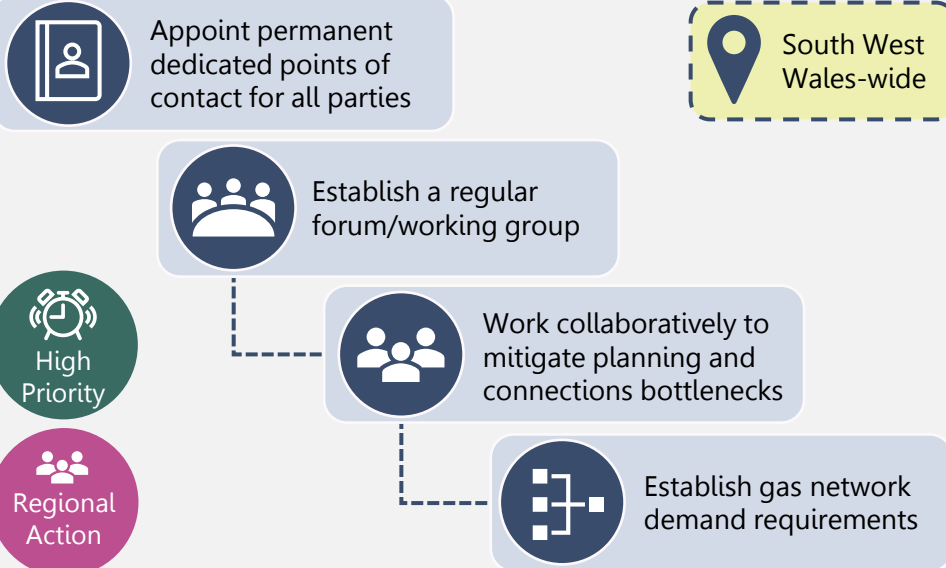 Appoint permanent
dedicated points of
contact for all parties
South West
Wales-wide
Establish a regular
forum/working group
High
Priority
Work collaboratively to
mitigate planning and
connections bottlenecks
Regional
Action
Establish gas network
demand requirements